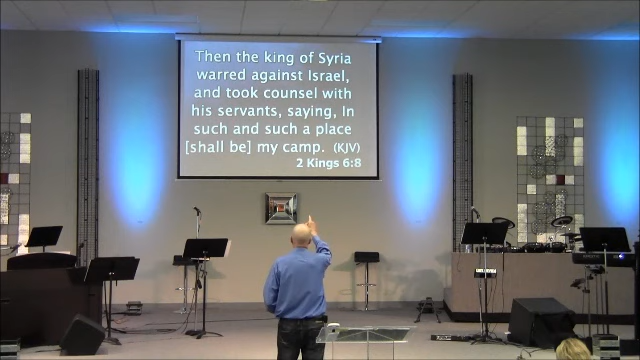 Then the king of Syria
warred against Israel,
and took counsel with
his servants, saying, In
such and such a place
[shall be] my camp. (KJV)
2 Kings 6:8